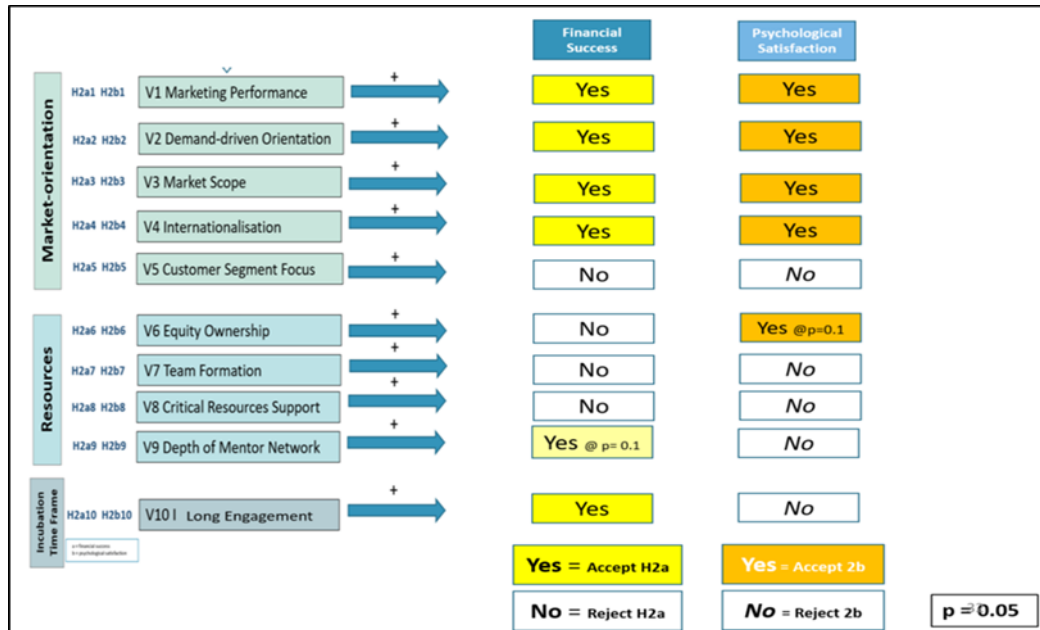 Financial
Success
Psychological
Satisfaction
Market-orientation
H2a1 H2b1
V1 Marketing Performance
+
Yes
Yes
H2a2 H2b2
V2 Demand-driven Orientation
+
Yes
Yes
H2a3 H2b3
V3 Market Scope
+
Yes
Yes
H2a4 H2b4
V4 Internationalisation
+
Yes
Yes
H2a5 H2b5
V5 Customer Segment Focus
+
No
No
Resources
H2a6 H2b6
V6 Equity Ownership
+
No
Yes @p=0.1
H2a7 H2b7
V7 Team Formation
+
No
No
H2a8 H2b8
V8 Critical Resources Support
+
No
No
H2a9 H2b9
V9 Depth of Mentor Network
+
Yes @ p= 0.1
No
Incubation
Time Frame
H2a10 H2b10
V10 I Long Engagement
+
Yes
No
a = financial success
b = psychological satisfaction
Yes = Accept H2a
Yes = Accept 2b
No = Reject H2a
No = Reject 2b
p = 0.05